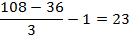 (108 − 36)/3 − 1 = 23